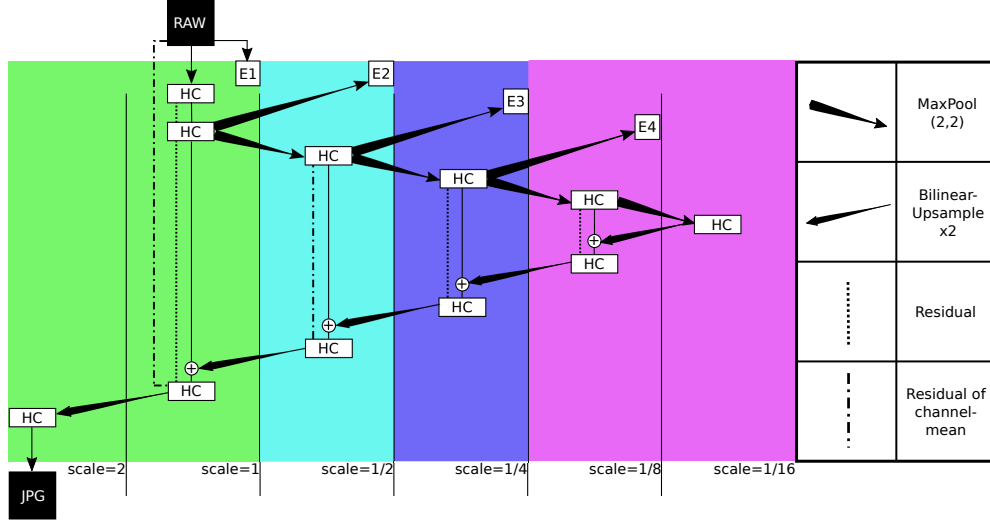 RAW
E1
E2
HC
E3
HC
E4
HC
HC
HC
HC
+
HC
+
HC
+
HC
+
HC
HC
JPG
scale=2
scale=1
scale=1/2
scale=1/4
scale=1/8
scale=1/16
MaxPool
(2,2)
Bilinear-
Upsample
x2
Residual
Residual of
channel-
mean